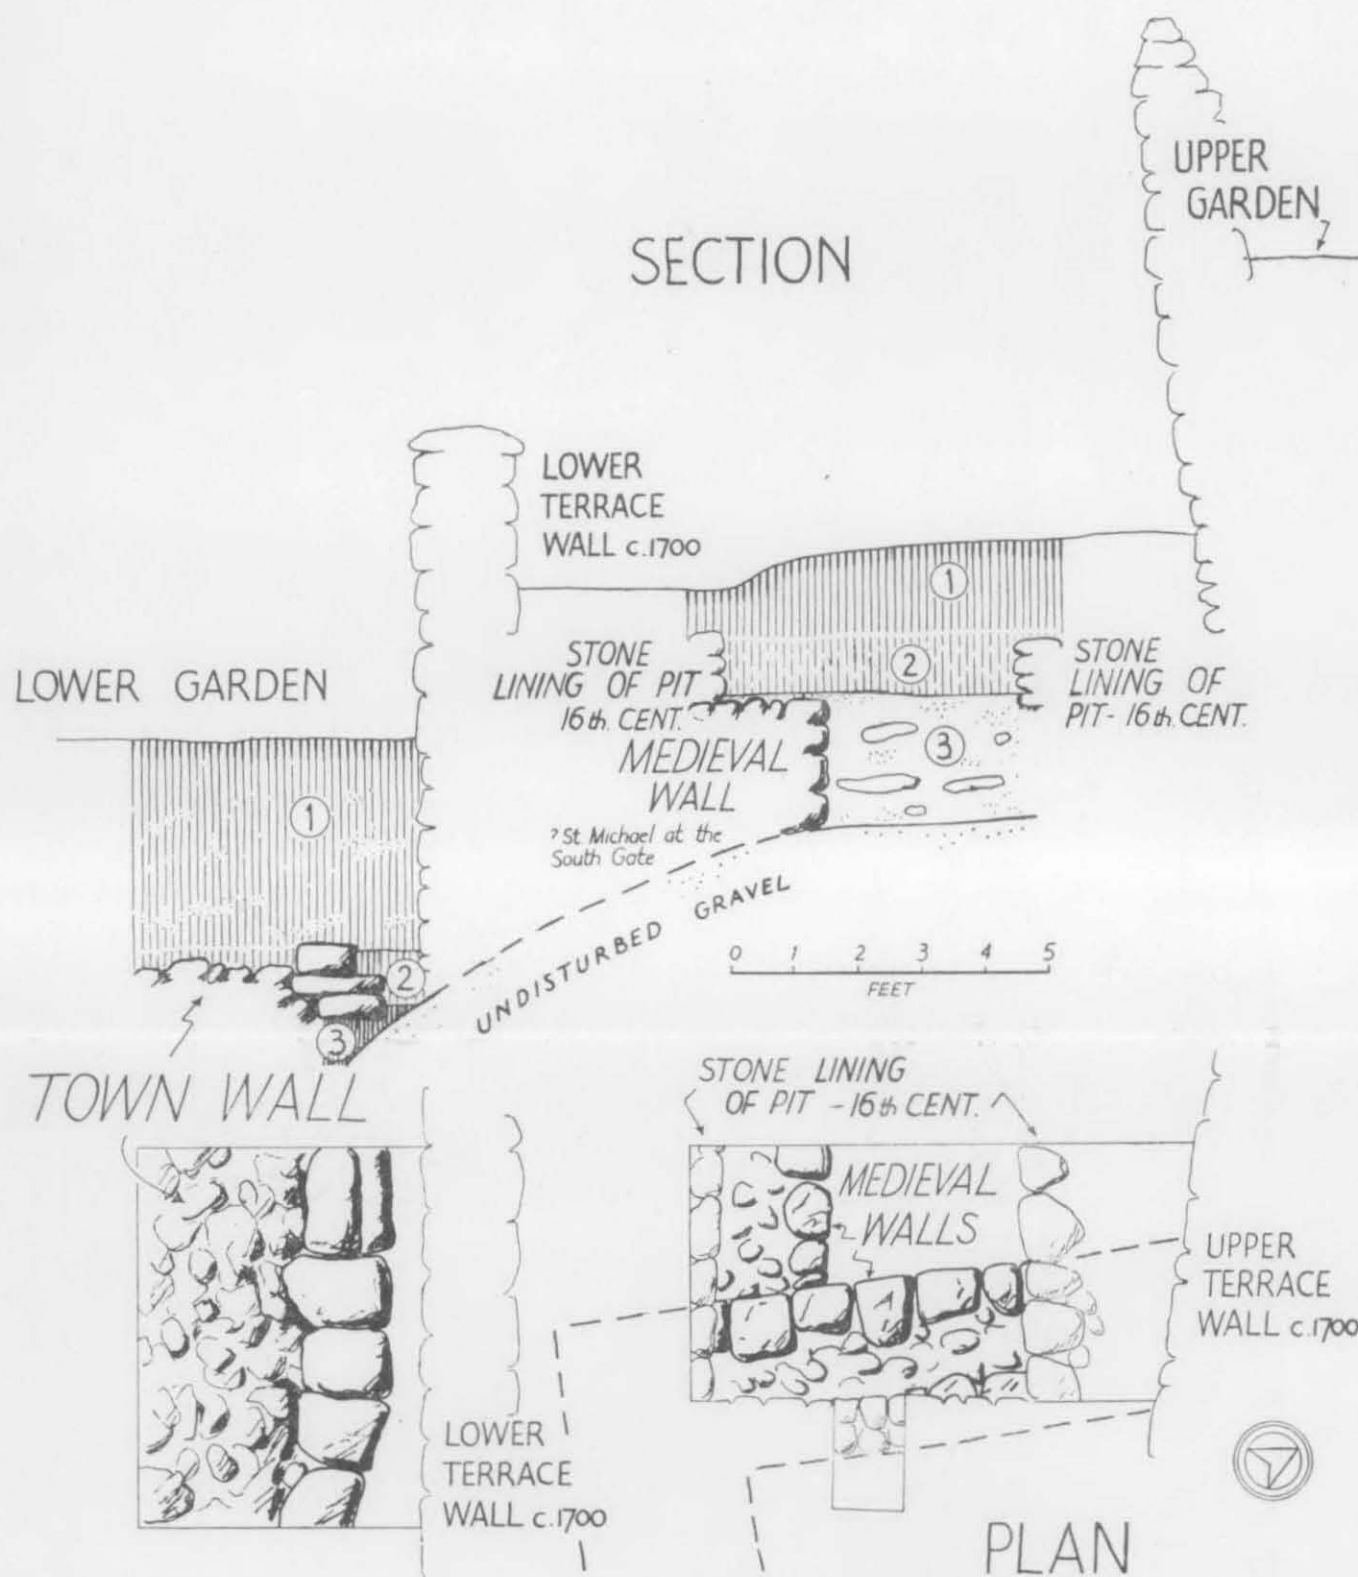 UPPER
GARDEN
SECTION
LOWER
TERRACE
WALL c.1700
1
STONE
LINING OF PIT
16th. CENT.
2
STONE
LINING OF
PIT - 16th. CENT.
LOWER GARDEN
3
MEDIEVAL
WALL
? St. Michael at the
South Gate
1
UNDISTURBED GRAVEL
0 1 2 3 4 5
FEET
2
3
TOWN WALL
STONE LINING
OF PIT - 16th CENT.
MEDIEVAL
WALLS
UPPER
TERRACE
WALL c.1700
LOWER
TERRACE
WALL c.1700
PLAN